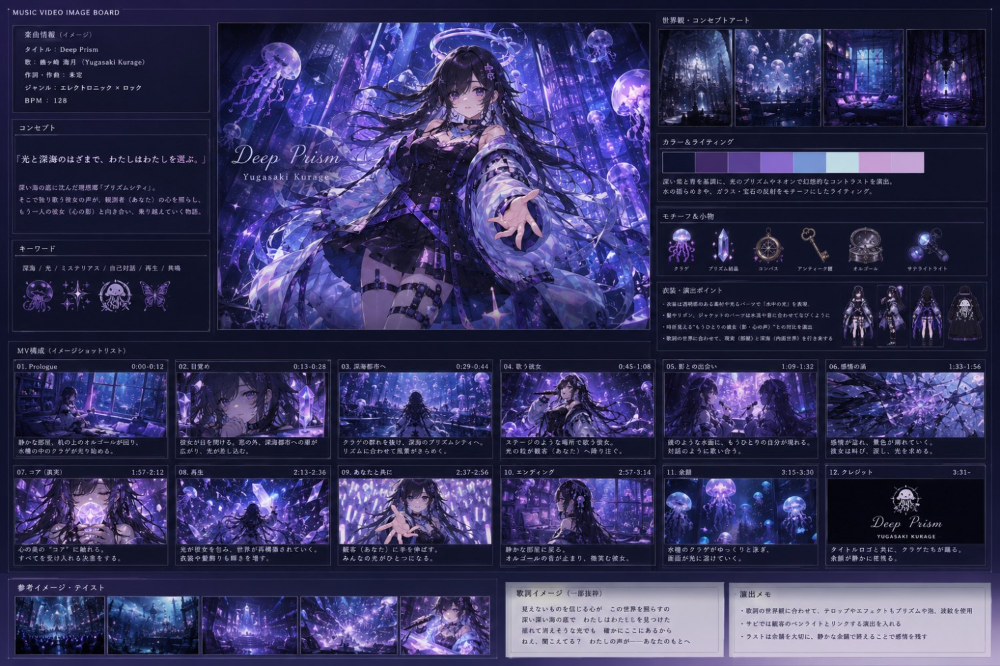 MUSIC VIDEO IMAGE BOARD
楽曲情報（イメージ）
タイトル： Deep Prism
歌： ヶ崎 海月 （Yugasaki Kurage）
作詞・作曲： 未定
ジャンル： エレクトロニック × ロック
BPM ： 128
コンセプト
「光と深海のはざまで、わたしはわたしを選ぶ。」
深い海の底に沈んだ理想郷「プリズムシティ」。
そこで独り歌う彼女の声が、観測者（あなた）の心を照らし、
もう一人の彼女（心の影）と向き合い、乗り越えていく物語。
キーワード
深海 / 光 / ミステリアス / 自己対話 / 再生 / 共鳴
Deep Prism
Yugasaki Kurage
世界観・コンセプトアート
カラー＆ライティング
深い紫と青を基調に、光のプリズムやネオンで幻想的なコントラストを演出。
水の揺らめきや、ガラス・宝石の反射をモチーフにしたライティング。
モチーフ＆小物
クラゲ
プリズム結晶
コンパス
アンティーク鍵
オルゴール
サテライトライト
衣装・演出ポイント
・衣装は透明感のある素材や光るパーツで「水中の光」を表現
・髪やリボン、ジャケットのパーツは水流や音に合わせてなびくように
・時折見える“もうひとりの彼女（影・心の声）”との対比を演出
・歌詞の世界に合わせて、現実（部屋）と深海（内面世界）を行き来する
MV構成（イメージショットリスト）
01. Prologue 0:00-0:12
静かな部屋、机の上のオルゴールが回り、
水槽の中のクラゲが光り始める。
02. 目覚め 0:13-0:28
彼女が目を開ける。窓の外、深海都市への扉が
広がり、光が差し込む。
03. 深海都市へ 0:29-0:44
クラゲの群れを抜け、深海のプリズムシティへ。
リズムに合わせて風景がきらめく。
04. 歌う彼女 0:45-1:08
ステージのような場所で歌う彼女。
光の粒が観客（あなた）へ降り注ぐ。
05. 影との出会い 1:09-1:32
鏡のような水面に、もうひとりの自分が現れる。
対話のように歌い合う。
06. 感情の渦 1:33-1:56
感情が溢れ、景色が崩れていく。
彼女は叫び、涙し、光を求める。
07. コア（真実） 1:57-2:12
心の奥の “コア” に触れる。
すべてを受け入れる決意をする。
08. 再生 2:13-2:36
光が彼女を包み、世界が再構築されていく。
衣装や髪飾りも輝きを増す。
09. あなたと共に 2:37-2:56
観客（あなた）に手を伸ばす。
みんなの光がひとつになる。
10. エンディング 2:57-3:14
静かな部屋に戻る。
オルゴールの音が止まり、微笑む彼女。
11. 余韻 3:15-3:30
水槽のクラゲがゆっくりと泳ぎ、
画面が光に溶けていく。
12. クレジット 3:31-
Deep Prism
YUGASAKI KURAGE
タイトルロゴと共に、クラゲたちが踊る。
余韻が静かに残る。
参考イメージ・テイスト
歌詞イメージ（一部抜粋）
見えないものを信じる心が この世界を照らすの
深い深い海の底で わたしはわたしを見つけた
揺れて消えそうな光でも 確かにここにあるから
ねえ、聞こえてる？ わたしの声が──あなたのもとへ
演出メモ
・歌詞の世界観に合わせて、テロップやエフェクトもプリズムや泡、波紋を使用
・サビでは観客のペンライトとリンクする演出を入れる
・ラストは余韻を大切に、静かな余韻で終えることで感情を残す